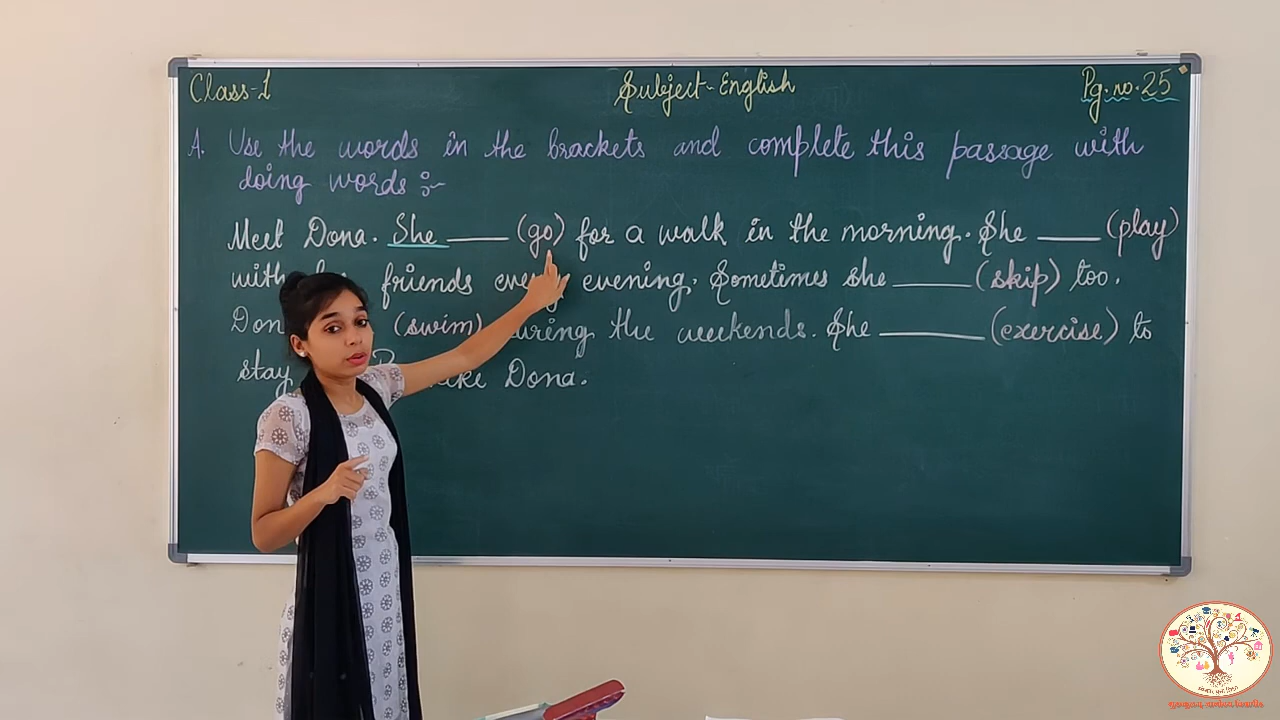 Class-1
Subject-English
Pg.no.25
A. Use the words in the brackets and complete this passage with
doing words :-
Meet Dona. She ____ (go) for a walk in the morning. She ____ (play)
with friends every evening. Sometimes she ____ (skip) too.
(swim) during the weekends. She ____ (exercise) to
stay Dona.